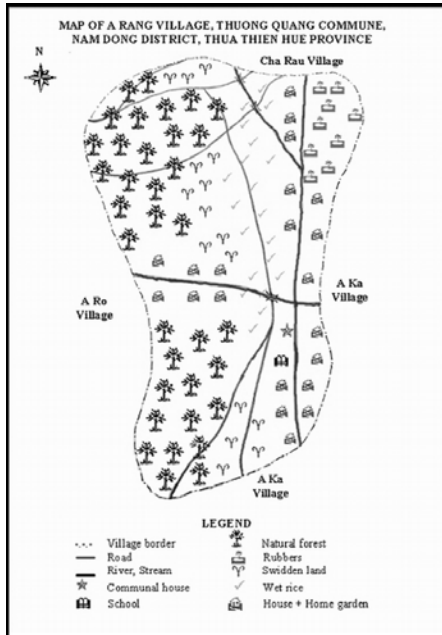 MAP OF A RANG VILLAGE, THUONG QUANG COMMUNE,
NAM DONG DISTRICT, THUA THIEN HUE PROVINCE
N
Cha Rau Village
A Ro
Village
A Ka
Village
A Ka
Village
LEGEND
Village border
Natural forest
Road
Rubbers
River, Stream
Swidden land
Communal house
Wet rice
School
House + Home garden